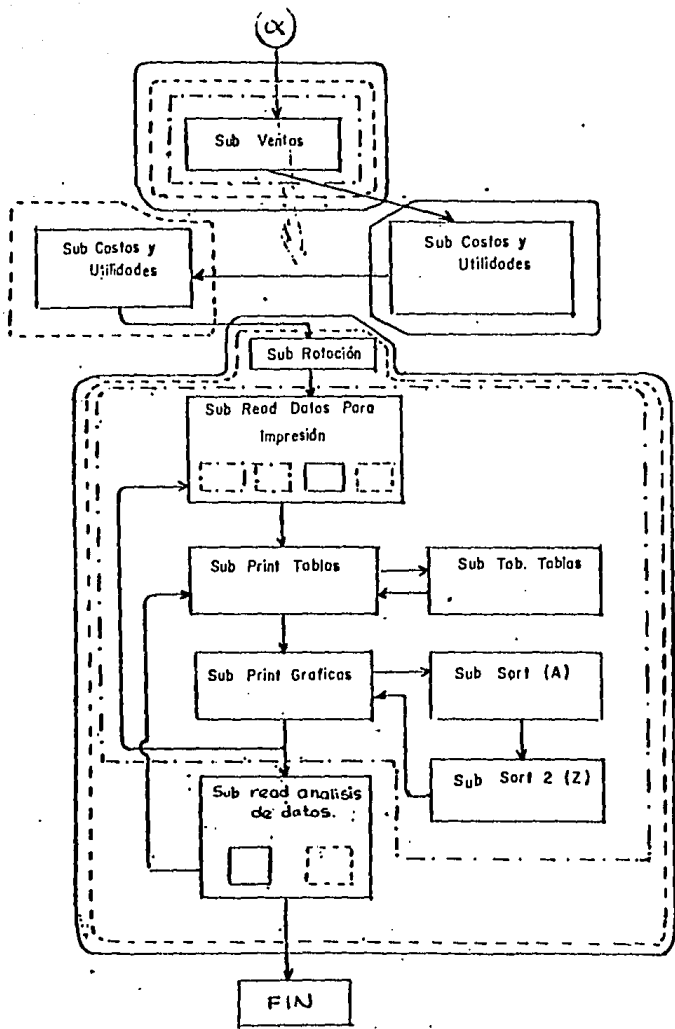 α
Sub Ventas
Sub Costos y
Utilidades
Sub Costos y
Utilidades
Sub Rotación
Sub Read Datos Para
Impresión
Sub Print Tablas
Sub Tab. Tablas
Sub Print Graficas
Sub Sort (A)
Sub Sort 2 (Z)
Sub read analisis
de datos.
FIN